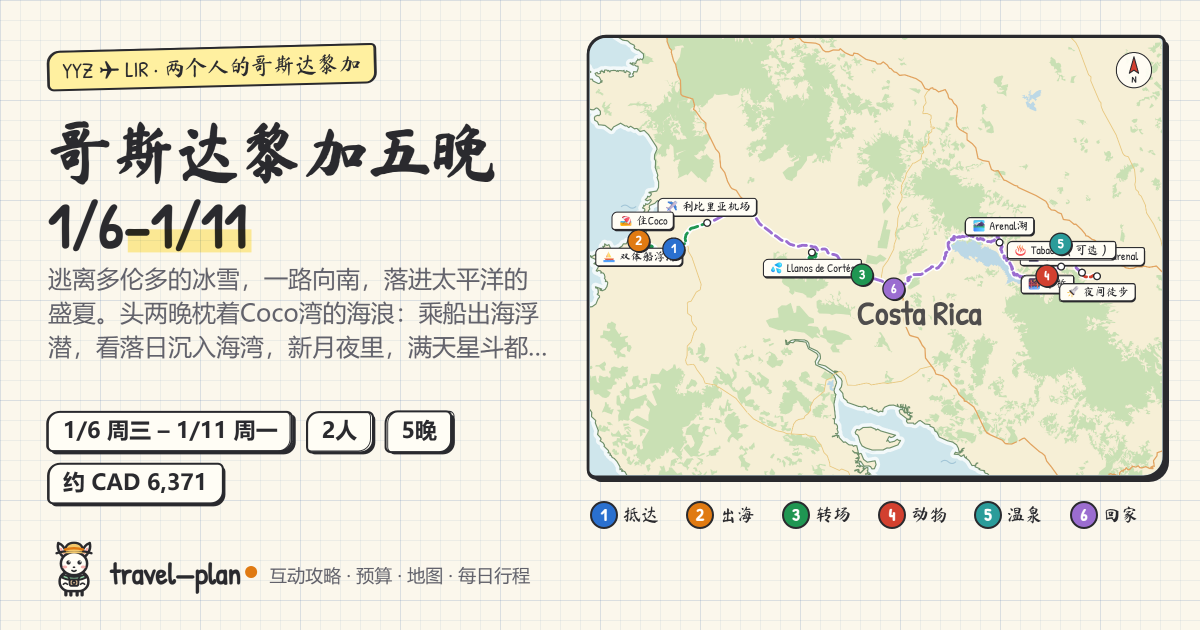 YYZ ✈ LIR · 两个人的哥斯达黎加
哥斯达黎加五晚
1/6–1/11
逃离多伦多的冰雪，一路向南，落进太平洋的
盛夏。头两晚枕着Coco湾的海浪：乘船出海浮
潜，看落日沉入海湾，新月夜里，满天星斗都…
1/6 周三 – 1/11 周一
2人
5晚
约 CAD 6,371
travel-plan
互动攻略 · 预算 · 地图 · 每日行程
N
利比里亚机场
住Coco
2
1
双体船浮
Llanos de Corté
3
6
Costa Rica
Arenal湖
Taba
5
可选）
arenal
4
夜间徒步
1 抵达
2 出海
3 转场
4 动物
5 温泉
6 回家